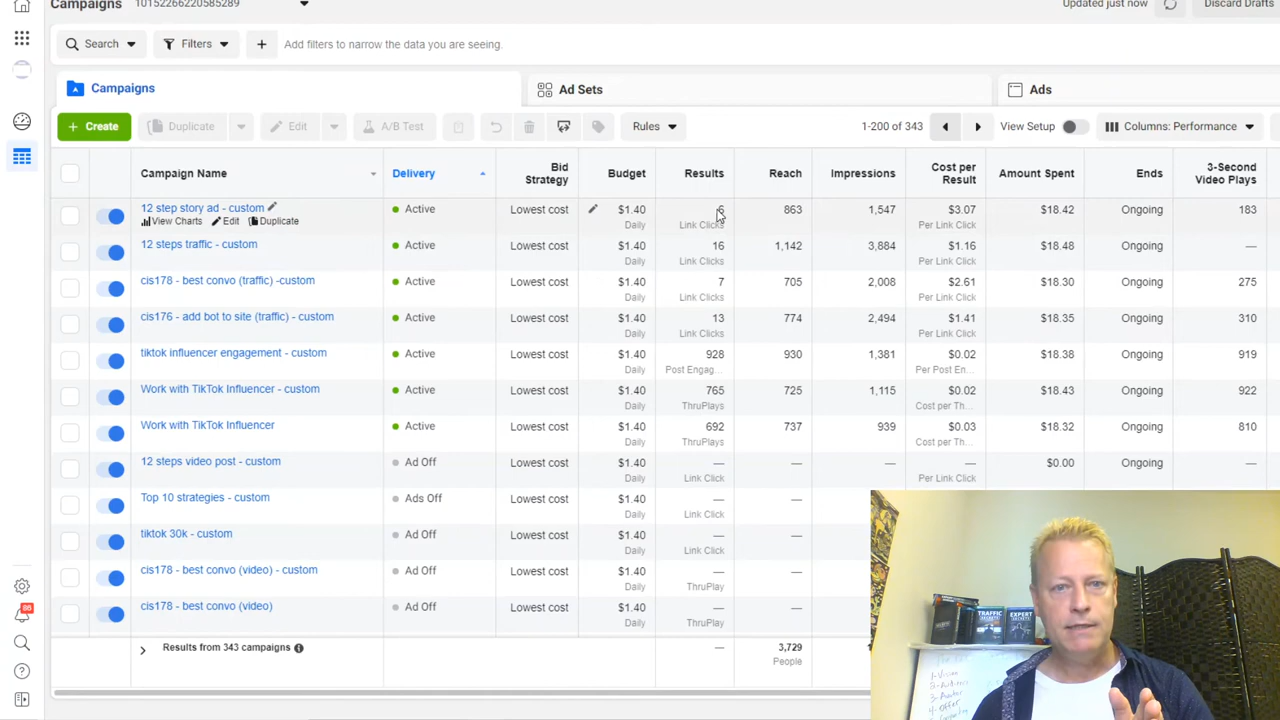 Campaigns 10152266220585289 Updated just now Discard Drafts
Search Filters + Add filters to narrow the data you are seeing.
Campaigns Ad Sets Ads
+ Create Duplicate Edit A/B Test Rules 1-200 of 343 View Setup Columns: Performance
Campaign Name Delivery Bid Strategy Budget Results Reach Impressions Cost per Result Amount Spent Ends 3-Second Video Plays
12 step story ad - custom Active Lowest cost $1.40 6 863 1,547 $3.07 $18.42 Ongoing 183
View Charts Edit Duplicate Daily Link Clicks Per Link Click
12 steps traffic - custom Active Lowest cost $1.40 16 1,142 3,884 $1.16 $18.48 Ongoing —
Daily Link Clicks Per Link Click
cis178 - best convo (traffic) -custom Active Lowest cost $1.40 7 705 2,008 $2.61 $18.30 Ongoing 275
Daily Link Clicks Per Link Click
cis176 - add bot to site (traffic) - custom Active Lowest cost $1.40 13 774 2,494 $1.41 $18.35 Ongoing 310
Daily Link Clicks Per Link Click
tiktok influencer engagement - custom Active Lowest cost $1.40 928 930 1,381 $0.02 $18.38 Ongoing 919
Daily Post Engag... Per Post En...
Work with TikTok Influencer - custom Active Lowest cost $1.40 765 725 1,115 $0.02 $18.43 Ongoing 922
Daily ThruPlays Cost per Th...
Work with TikTok Influencer Active Lowest cost $1.40 692 737 939 $0.03 $18.32 Ongoing 810
Daily ThruPlays Cost per Th...
12 steps video post - custom Ad Off Lowest cost $1.40 — — — — $0.00 Ongoing —
Daily Link Click Per Link Click
Top 10 strategies - custom Ads Off Lowest cost $1.40 — —
Daily Link Click
tiktok 30k - custom Ad Off Lowest cost $1.40 — —
Daily Link Click
cis178 - best convo (video) - custom Ad Off Lowest cost $1.40 — —
Daily ThruPlay
cis178 - best convo (video) Ad Off Lowest cost $1.40 — —
Daily ThruPlay
Results from 343 campaigns — 3,729
People
TRAFFIC SECRETS
EXPERT SECRETS